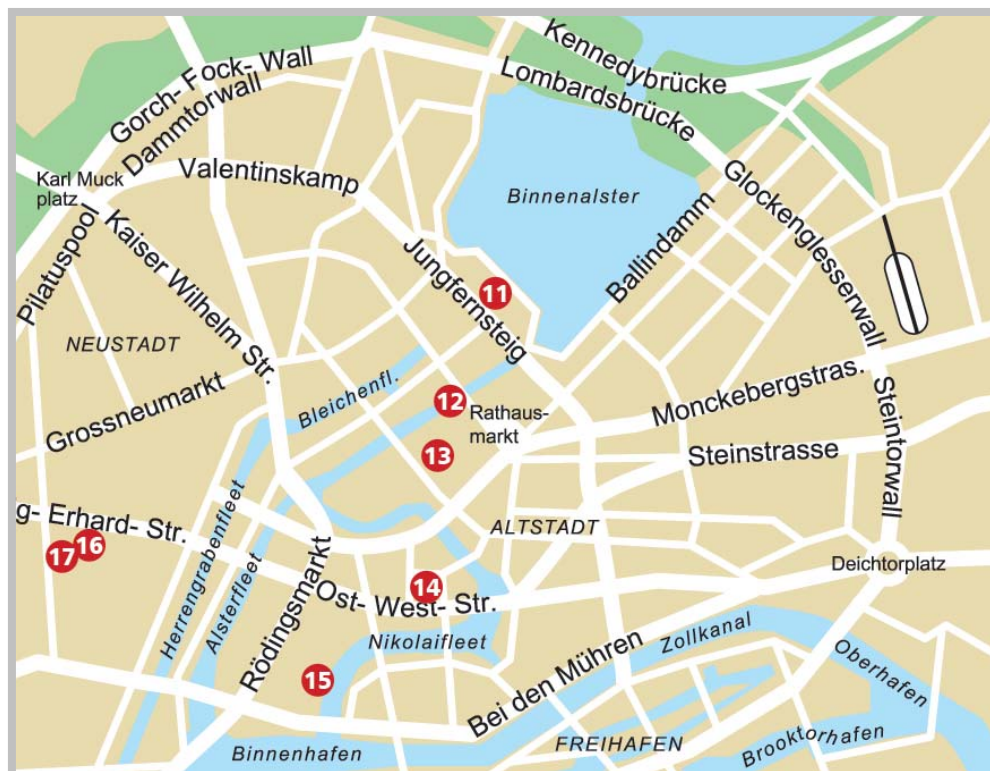 Kennedybrücke
Gorch- Fock- Wall
Lombardsbrücke
Dammtorwall
Valentinskamp
Karl Muck
platz
Binnenalster
Glockenglesserwall
Ballindamm
Pilatuspool
Kaiser Wilhelm Str.
Jungfernsteig
11
NEUSTADT
Bleichenfl.
12
Rathaus-
markt
Monckebergstras.
Steintorwall
Grossneumarkt
13
Steinstrasse
g- Erhard- Str.
ALTSTADT
16
17
Herrengrabenfleet
Alsterfleet
Rödingsmarkt
14
Ost- West- Str.
Deichtorplatz
Nikolaifleet
Zollkanal
15
Bei den Mühren
Oberhafen
Binnenhafen
FREIHAFEN
Brooktorhafen